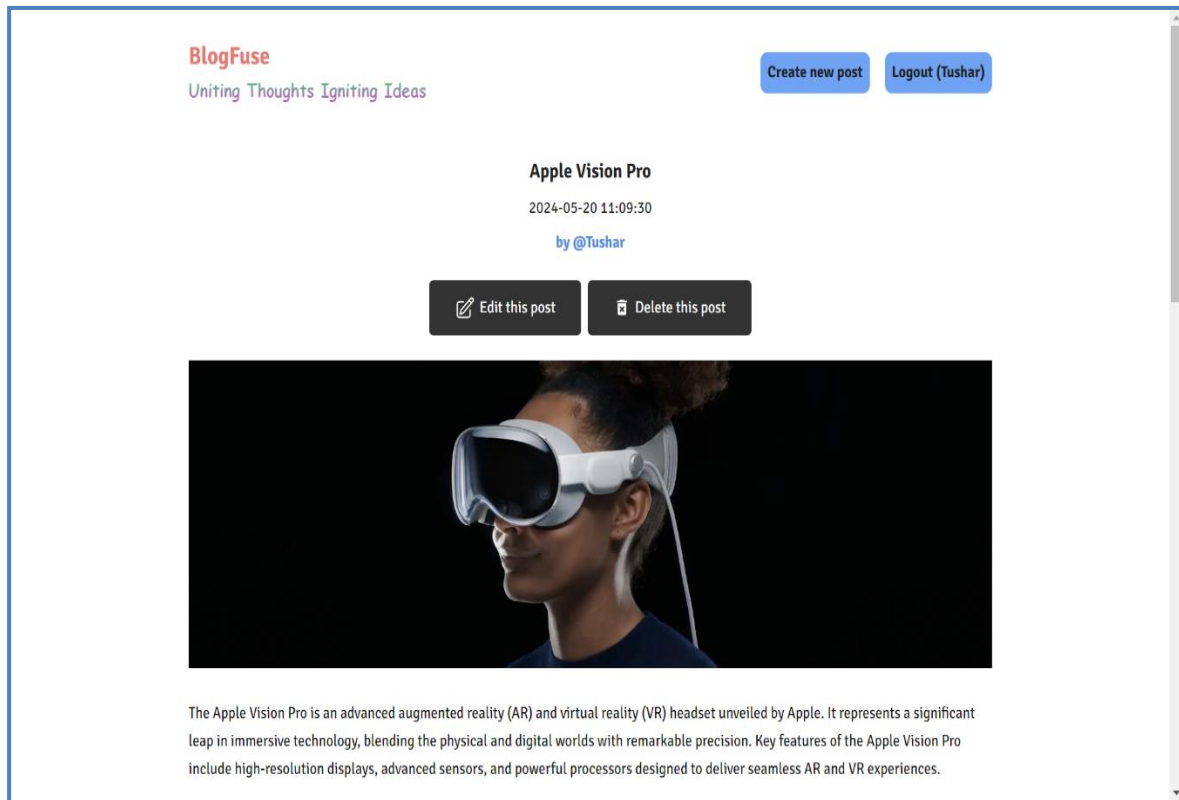 BlogFuse
Uniting Thoughts Igniting Ideas
Create new post
Logout (Tushar)
Apple Vision Pro
2024-05-20 11:09:30
by @Tushar
Edit this post
Delete this post
The Apple Vision Pro is an advanced augmented reality (AR) and virtual reality (VR) headset unveiled by Apple. It represents a significant
leap in immersive technology, blending the physical and digital worlds with remarkable precision. Key features of the Apple Vision Pro
include high-resolution displays, advanced sensors, and powerful processors designed to deliver seamless AR and VR experiences.